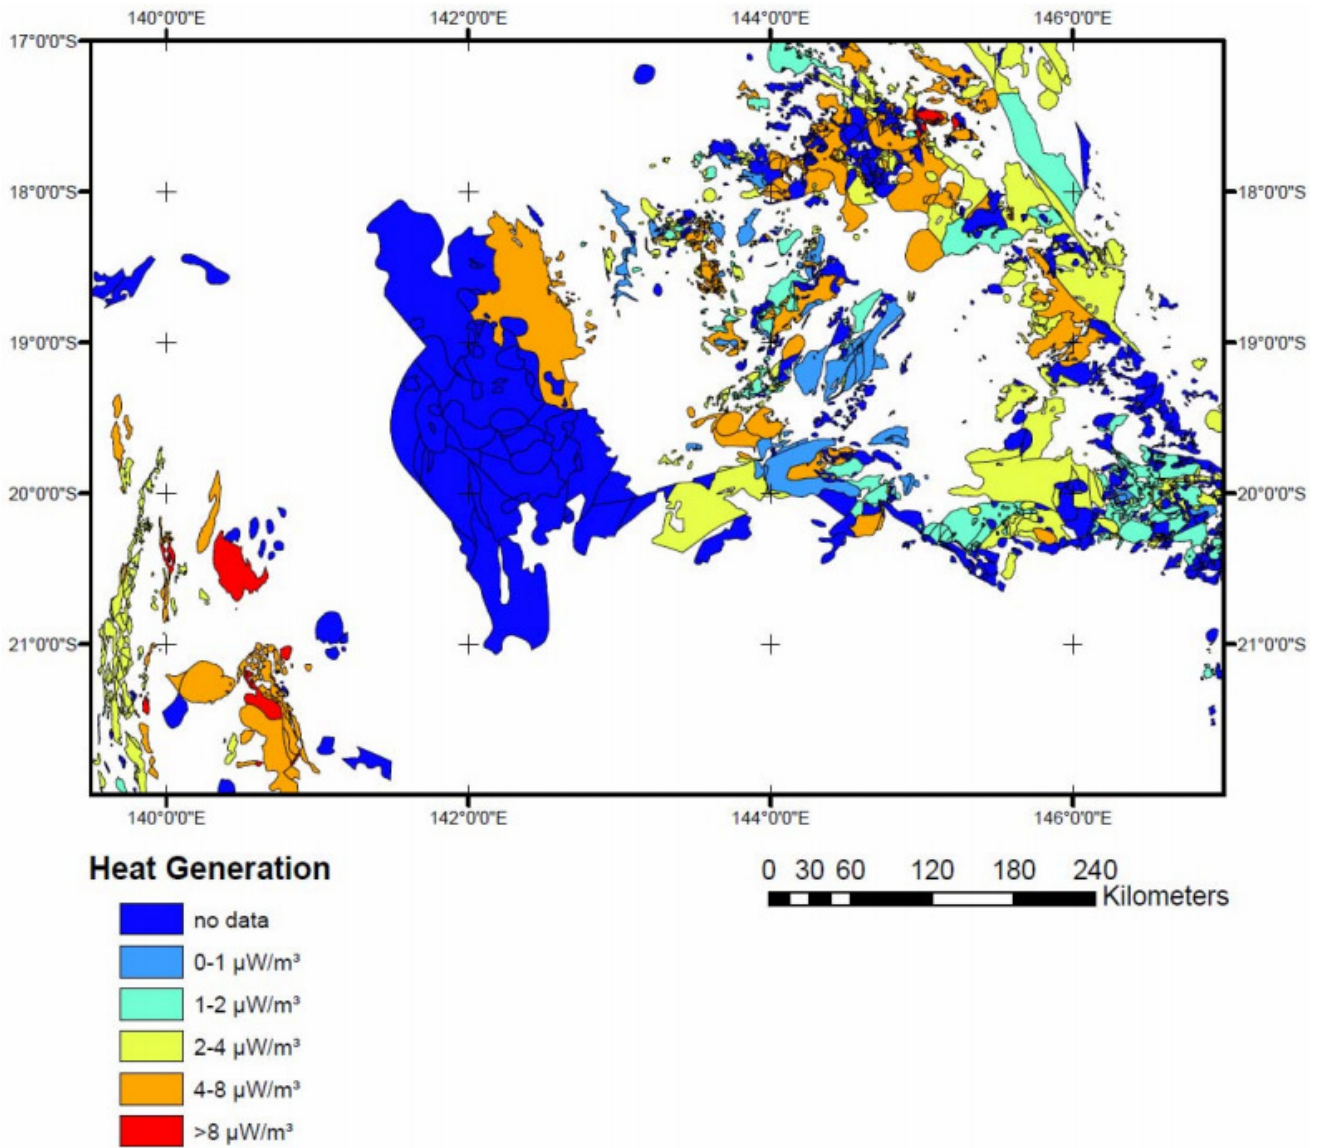 140°0'0"E 142°0'0"E 144°0'0"E 146°0'0"E
17°0'0"S
18°0'0"S 18°0'0"S
19°0'0"S 19°0'0"S
20°0'0"S 20°0'0"S
21°0'0"S 21°0'0"S
140°0'0"E 142°0'0"E 144°0'0"E 146°0'0"E
Heat Generation
0 30 60 120 180 240
Kilometers
no data
0-1 µW/m³
1-2 µW/m³
2-4 µW/m³
4-8 µW/m³
>8 µW/m³